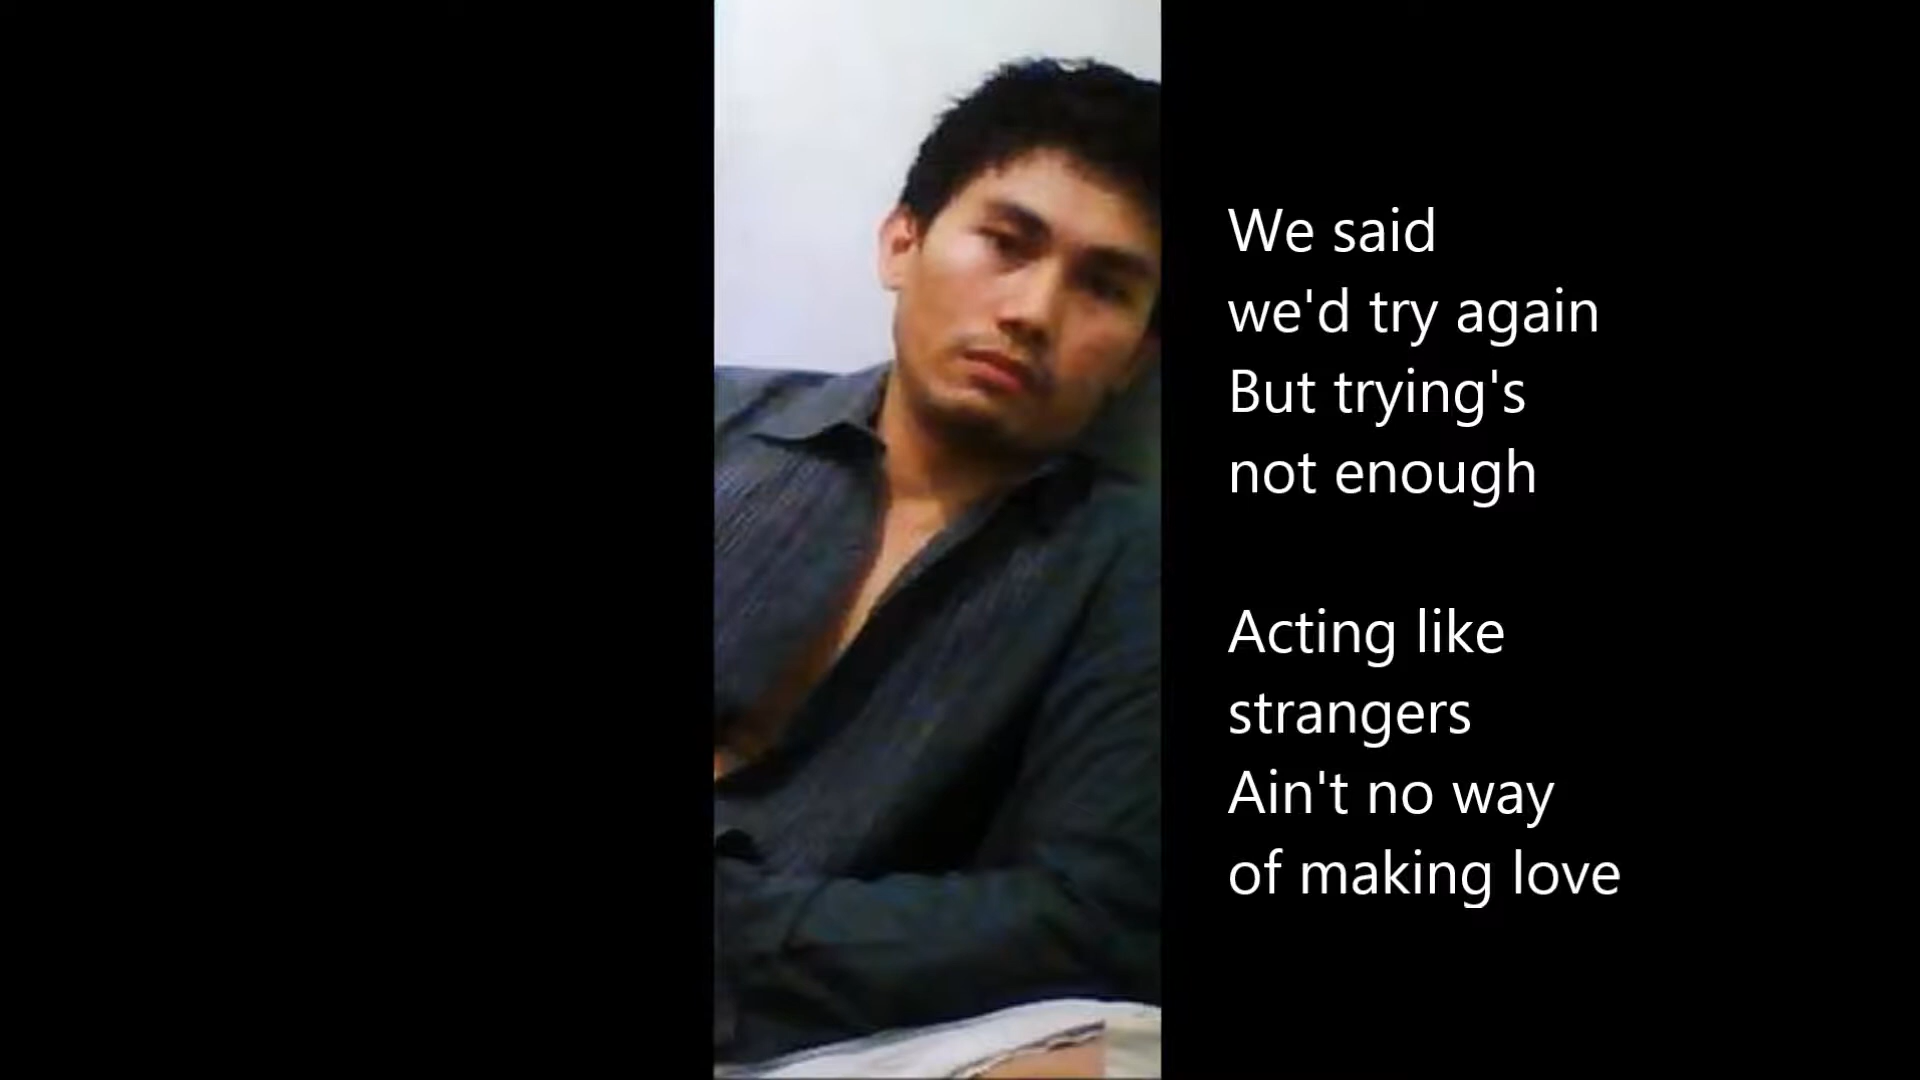 We said
we'd try again
But trying's
not enough
Acting like
strangers
Ain't no way
of making love